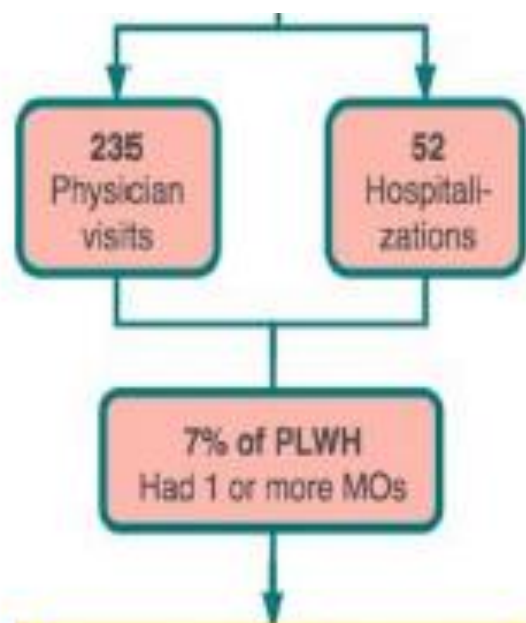 235
Physician
visits
52
Hospitali-
zations
7% of PLWH
Had 1 or more MOs